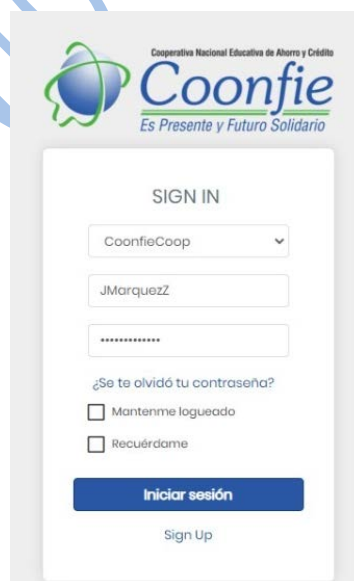 Cooperativa Nacional Educativa de Ahorro y Crédito
Coonfie
Es Presente y Futuro Solidario
SIGN IN
CoonfieCoop
JMarquezZ
•••••••••••••
¿Se te olvidó tu contraseña?
Mantenme logueado
Recuérdame
Iniciar sesión
Sign Up